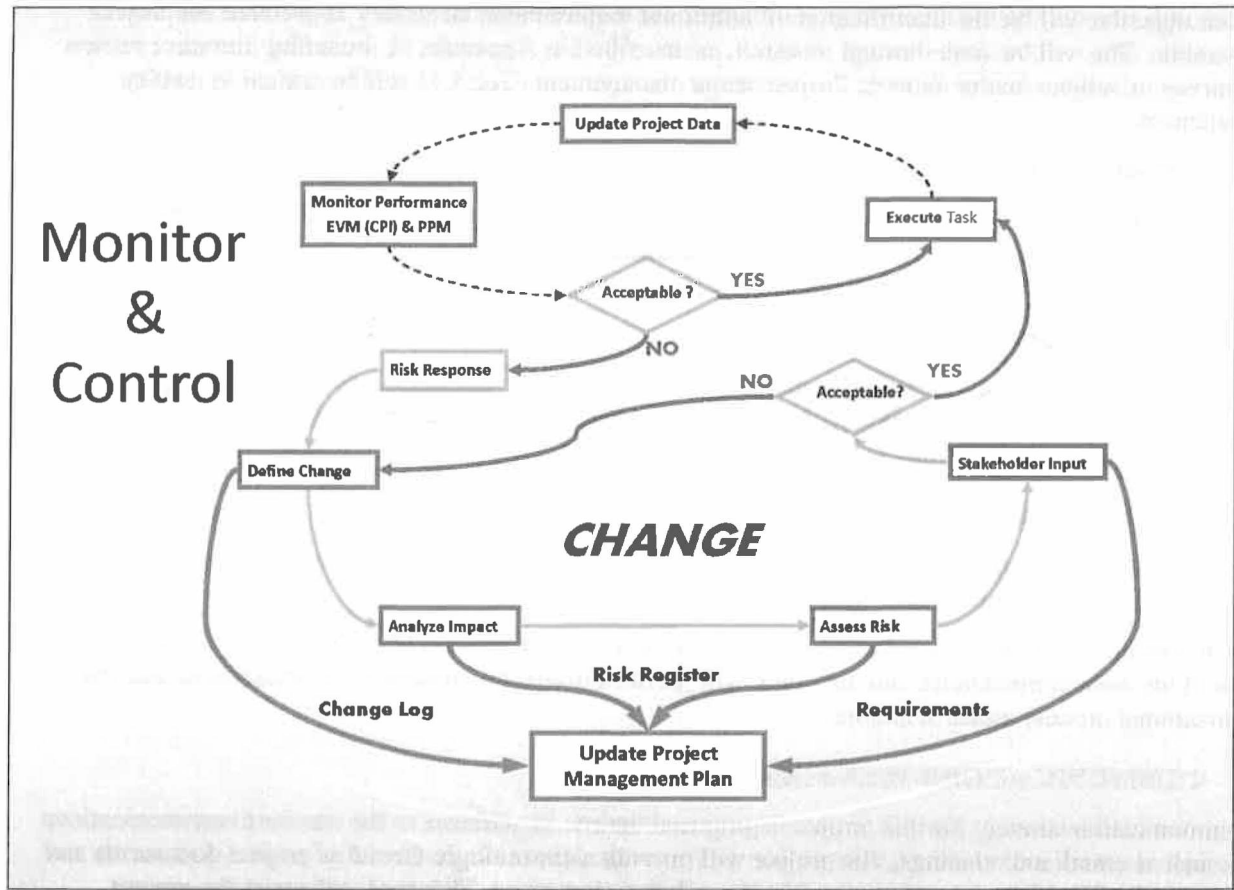 Update Project Data
Monitor Performance
EVM (CPI) & PPM
Execute Task
Monitor
&
Control
Acceptable ?
YES
NO
Risk Response
NO
Acceptable?
YES
Define Change
Stakeholder Input
CHANGE
Analyze Impact
Assess Risk
Risk Register
Change Log
Requirements
Update Project
Management Plan